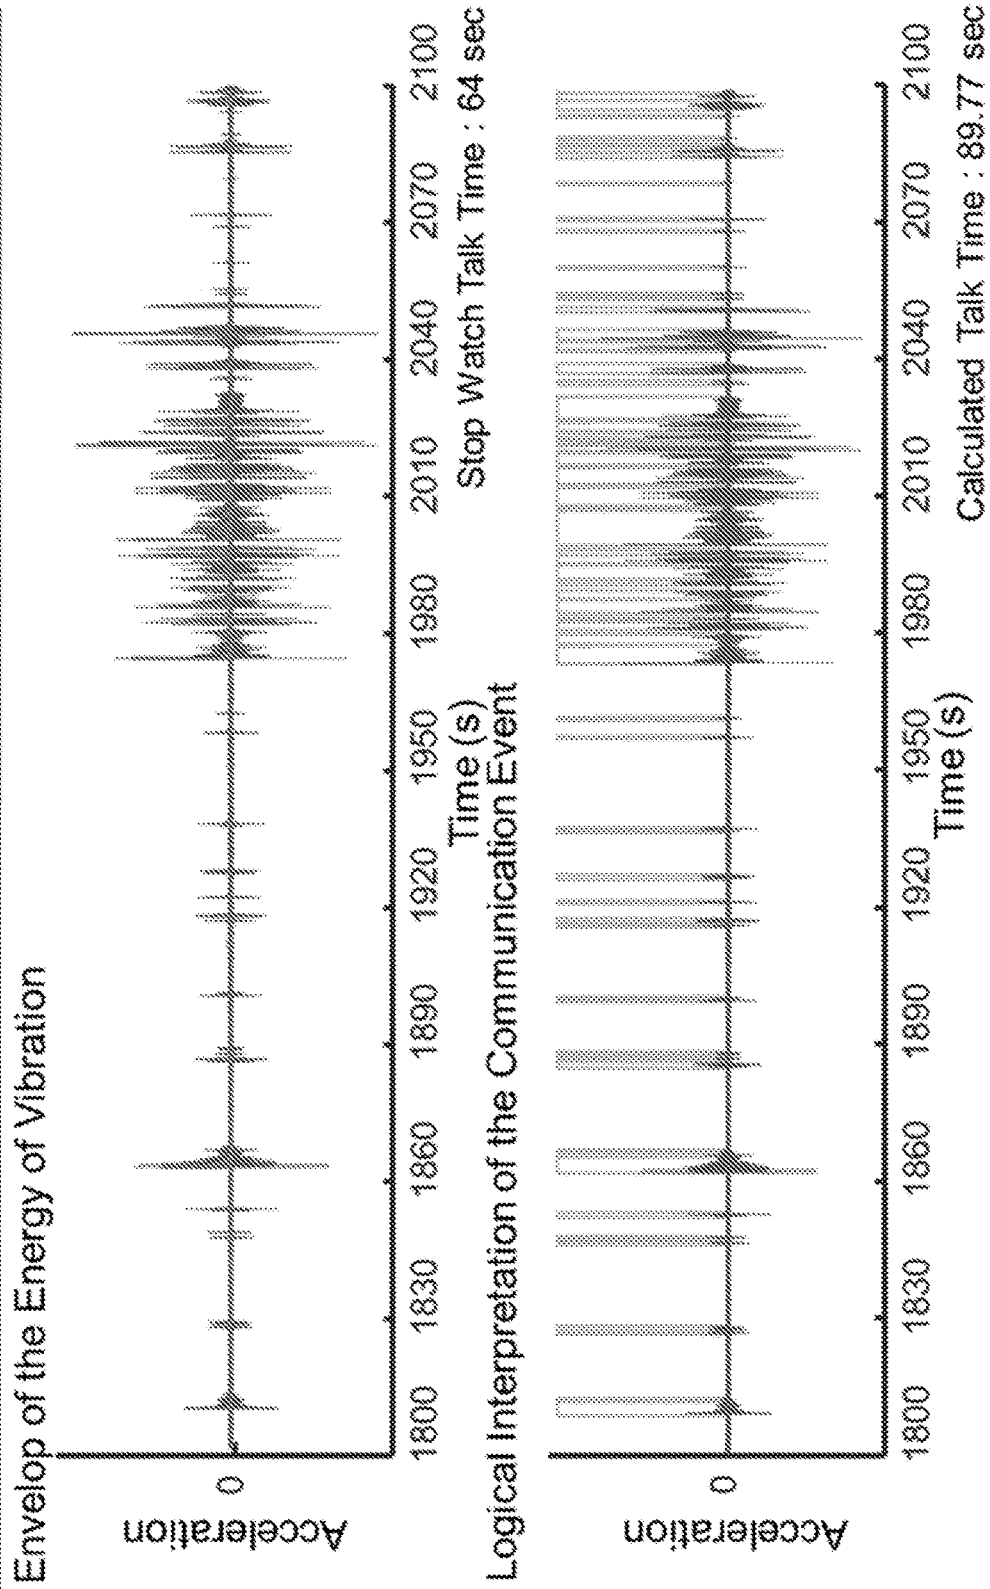 Envelop of the Energy of Vibration
Acceleration
0
1800 1830 1860 1890 1920 1950 1980 2010 2040 2070 2100
Time (s)
Stop Watch Talk Time : 64 sec
Logical Interpretation of the Communication Event
Acceleration
0
1800 1830 1860 1890 1920 1950 1980 2010 2040 2070 2100
Time (s)
Calculated Talk Time : 89.77 sec